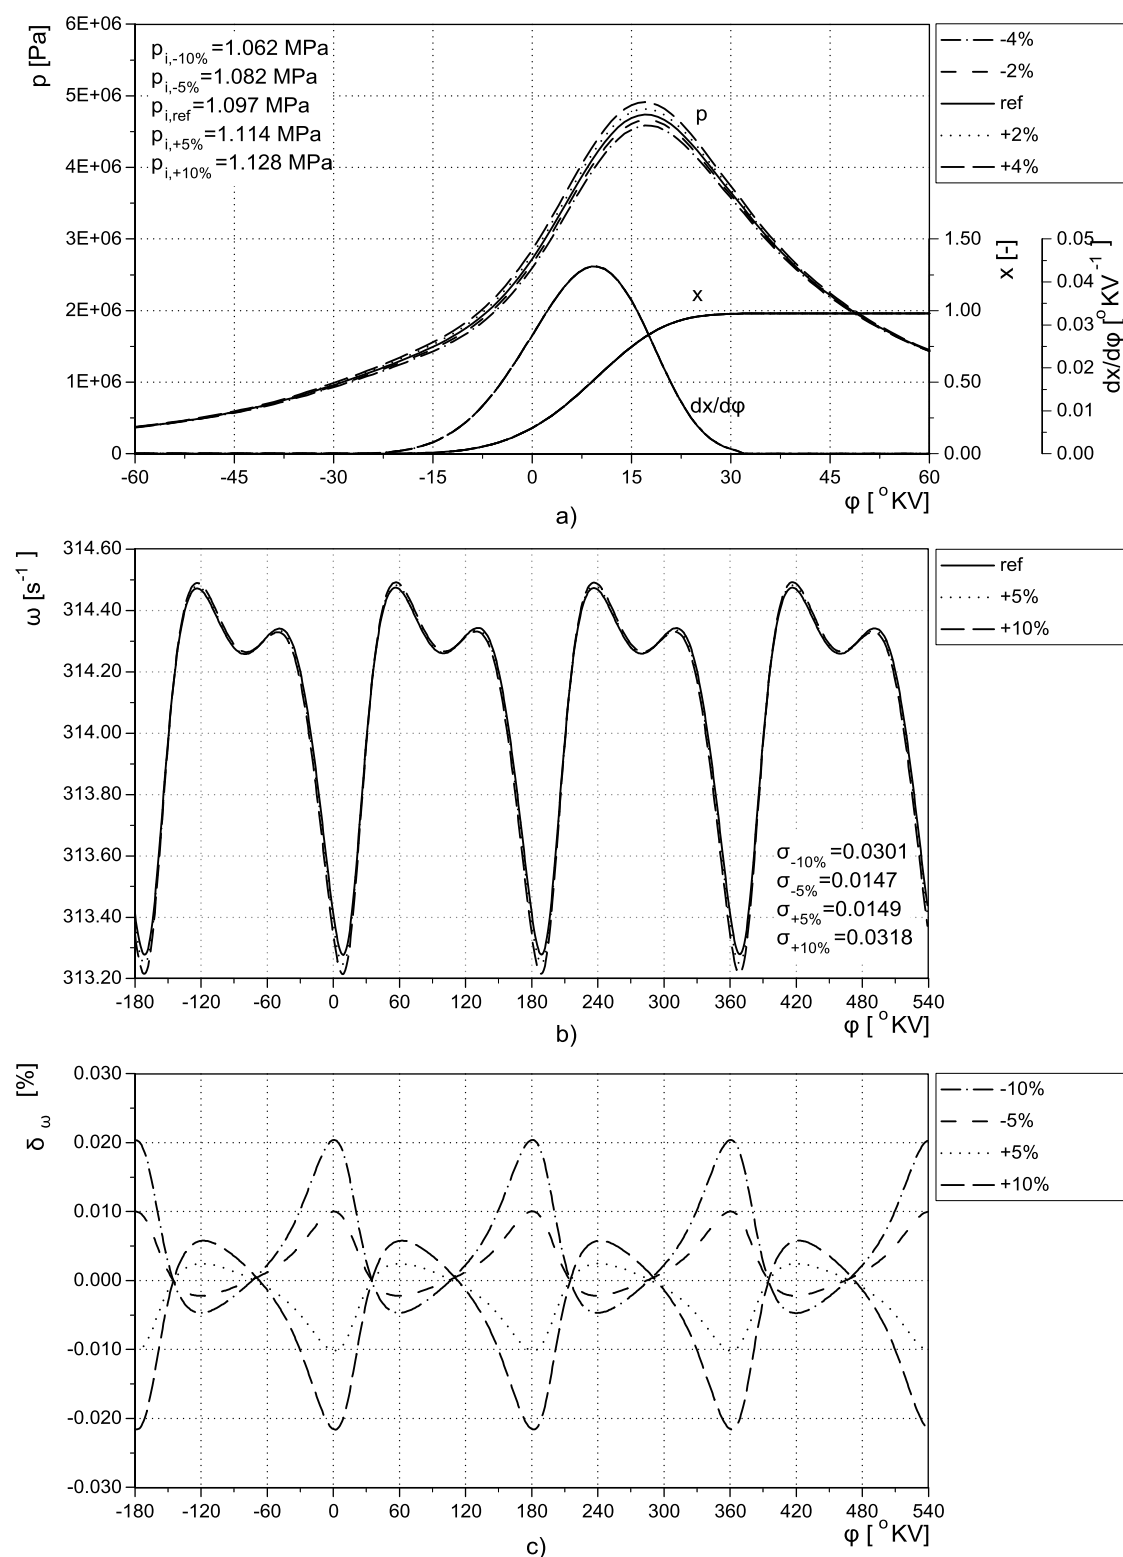 p [Pa]
6E+06
5E+06
4E+06
3E+06
2E+06
1E+06
0
p_i,-10%=1.062 MPa
p_i,-5%=1.082 MPa
p_i,ref=1.097 MPa
p_i,+5%=1.114 MPa
p_i,+10%=1.128 MPa
p
x
dx/dφ
-4%
-2%
ref
+2%
+4%
1.50
1.00
0.50
0.00
x [-]
0.05
0.04
0.03
0.02
0.01
0.00
dx/dφ [°KV⁻¹]
-60 -45 -30 -15 0 15 30 45 60
φ [°KV]
a)
ω [s⁻¹]
314.60
314.40
314.20
314.00
313.80
313.60
313.40
313.20
ref
+5%
+10%
σ_-10%=0.0301
σ_-5%=0.0147
σ_+5%=0.0149
σ_+10%=0.0318
-180 -120 -60 0 60 120 180 240 300 360 420 480 540
φ [°KV]
b)
δ_ω [%]
0.030
0.020
0.010
0.000
-0.010
-0.020
-0.030
-10%
-5%
+5%
+10%
-180 -120 -60 0 60 120 180 240 300 360 420 480 540
φ [°KV]
c)